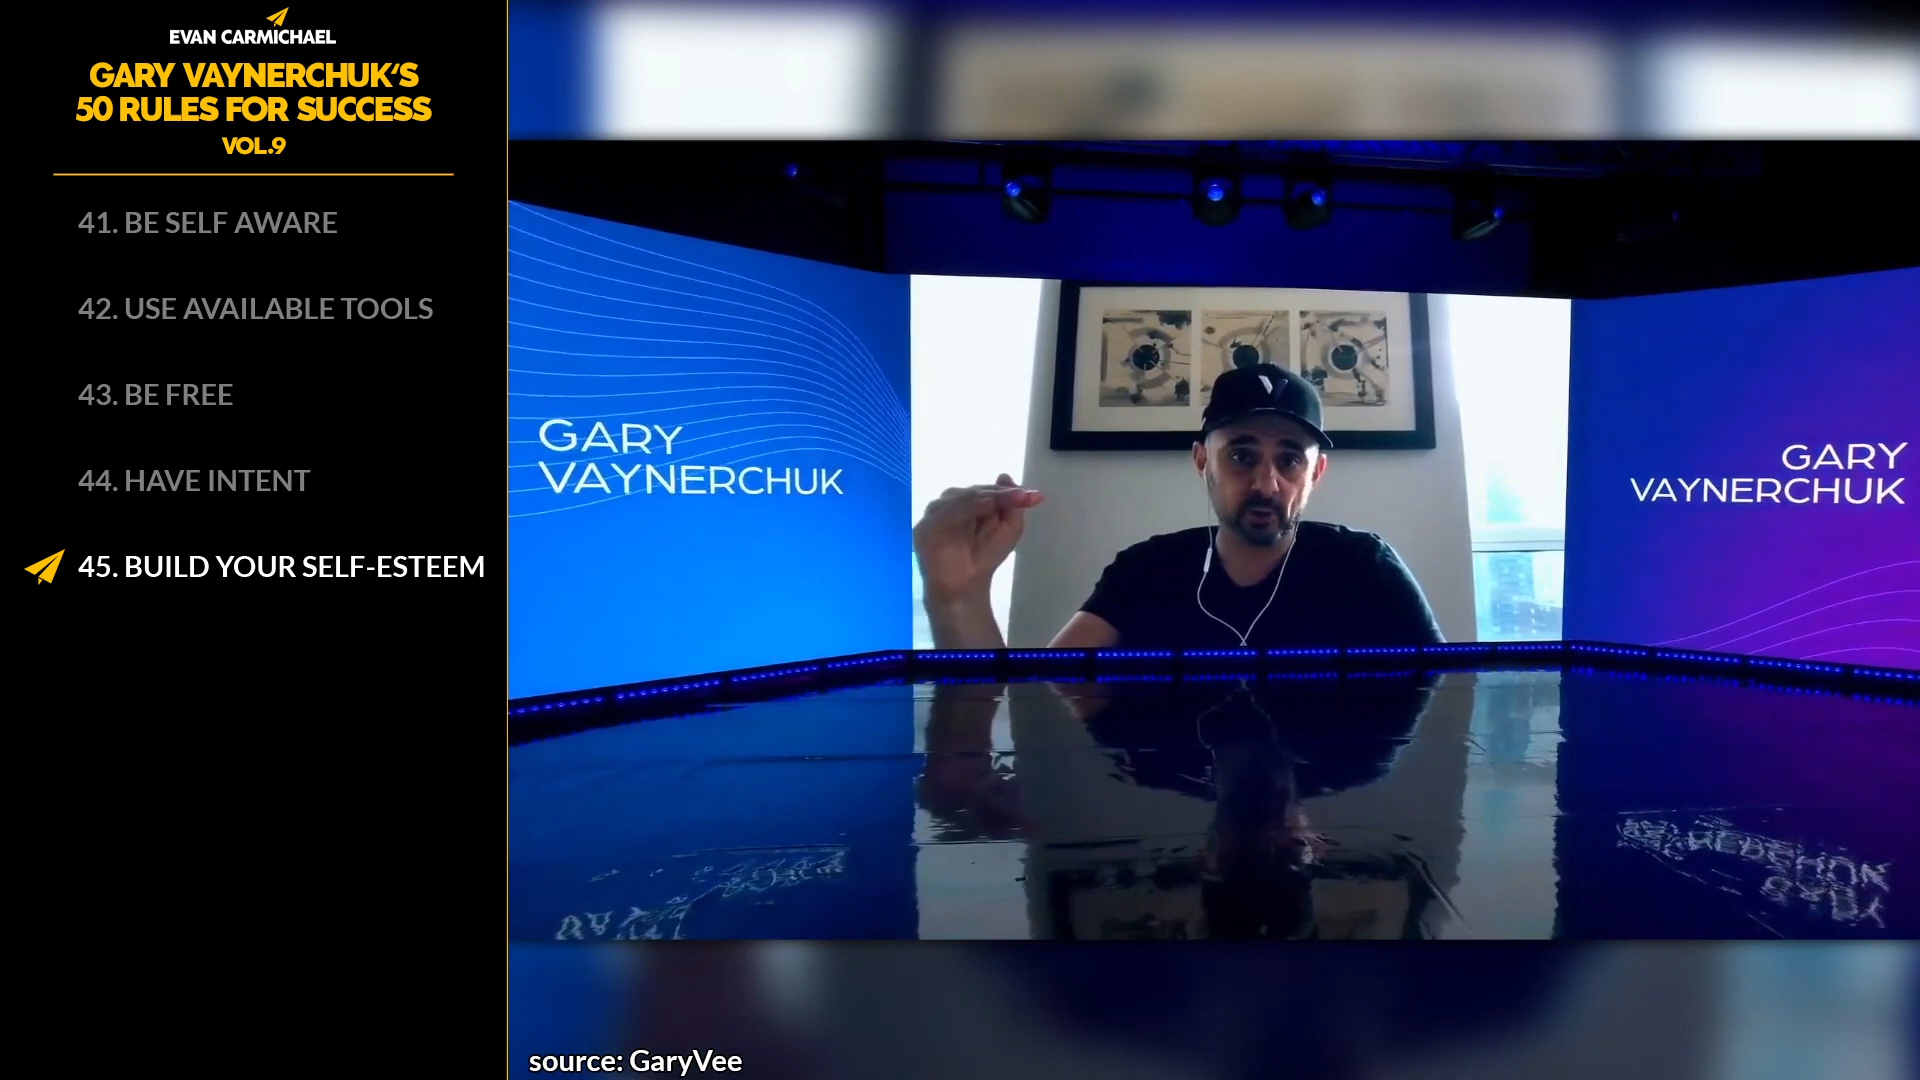 EVAN CARMICHAEL
GARY VAYNERCHUK'S
50 RULES FOR SUCCESS
VOL.9
41. BE SELF AWARE
42. USE AVAILABLE TOOLS
43. BE FREE
44. HAVE INTENT
45. BUILD YOUR SELF-ESTEEM
GARY
VAYNERCHUK
GARY
VAYNERCHUK
source: GaryVee